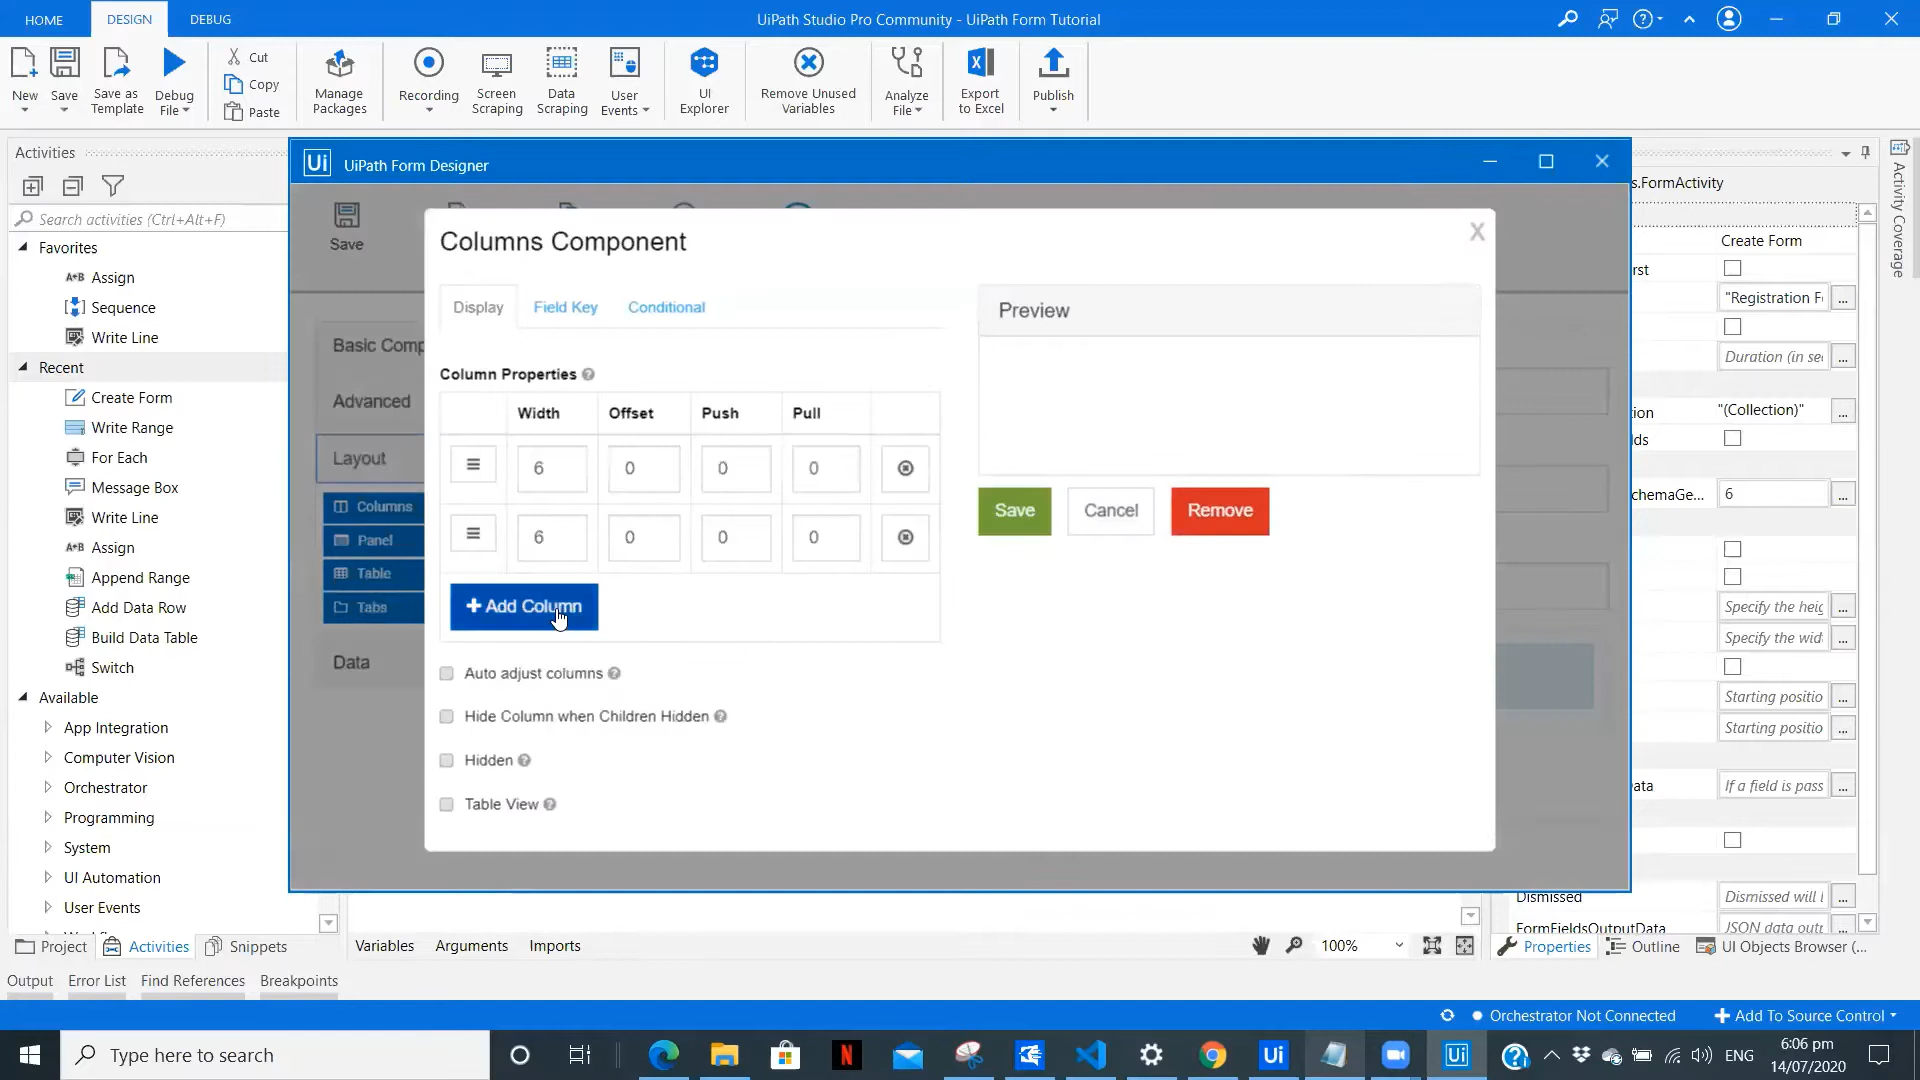 HOME
DESIGN
DEBUG
UiPath Studio Pro Community - UiPath Form Tutorial
New
Save
Save as Template
Debug File
Cut
Copy
Paste
Manage Packages
Recording
Screen Scraping
Data Scraping
User Events
UI Explorer
Remove Unused Variables
Analyze File
Export to Excel
Publish
Activities
Search activities (Ctrl+Alt+F)
Favorites
Assign
Sequence
Write Line
Recent
Create Form
Write Range
For Each
Message Box
Write Line
Assign
Append Range
Add Data Row
Build Data Table
Switch
Available
App Integration
Computer Vision
Orchestrator
Programming
System
UI Automation
User Events
Ui UiPath Form Designer
Save
Basic Comp
Advanced
Layout
Columns
Panel
Table
Tabs
Data
Columns Component
X
Display
Field Key
Conditional
Column Properties
Width Offset Push Pull
6 0 0 0
6 0 0 0
+ Add Column
Auto adjust columns
Hide Column when Children Hidden
Hidden
Table View
Preview
Save
Cancel
Remove
s.FormActivity
Create Form
rst
"Registration F
Duration (in se
ion
"(Collection)"
ds
chemaGe...
6
Specify the heig
Specify the wid
Starting positio
Starting positio
ata
If a field is pass
Dismissed
Dismissed will b
FormFieldsOutputData
JSON data outp
Activity Coverage
Project
Activities
Snippets
Variables
Arguments
Imports
100%
Properties
Outline
UI Objects Browser (...
Output
Error List
Find References
Breakpoints
Orchestrator Not Connected
Add To Source Control
Type here to search
ENG
6:06 pm
14/07/2020